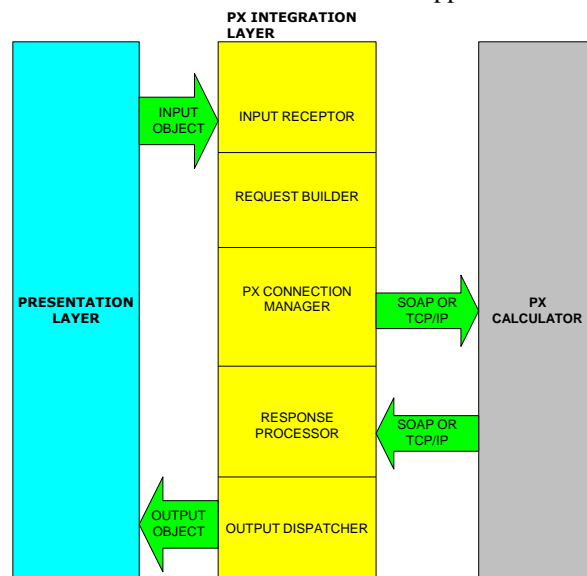 PX INTEGRATION
LAYER
INPUT
OBJECT
INPUT RECEPTOR
REQUEST BUILDER
PRESENTATION
LAYER
PX CONNECTION
MANAGER
SOAP OR
TCP/IP
PX
CALCULATOR
RESPONSE
PROCESSOR
SOAP OR
TCP/IP
OUTPUT
OBJECT
OUTPUT DISPATCHER